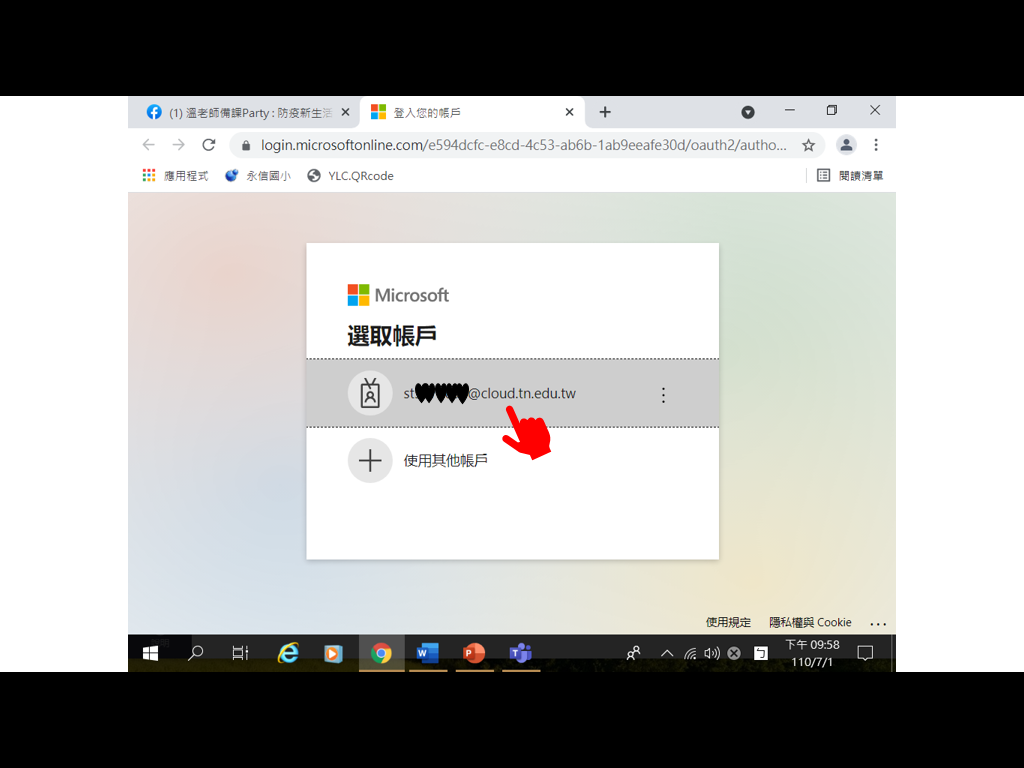 (1) 溫老師備課Party : 防疫新生活
登入您的帳戶
login.microsoftonline.com/e594dcfc-e8cd-4c53-ab6b-1ab9eeafe30d/oauth2/autho...
應用程式
永信國小
YLC.QRcode
閱讀清單
Microsoft
選取帳戶
st @cloud.tn.edu.tw
使用其他帳戶
使用規定
隱私權與 Cookie
下午 09:58
110/7/1